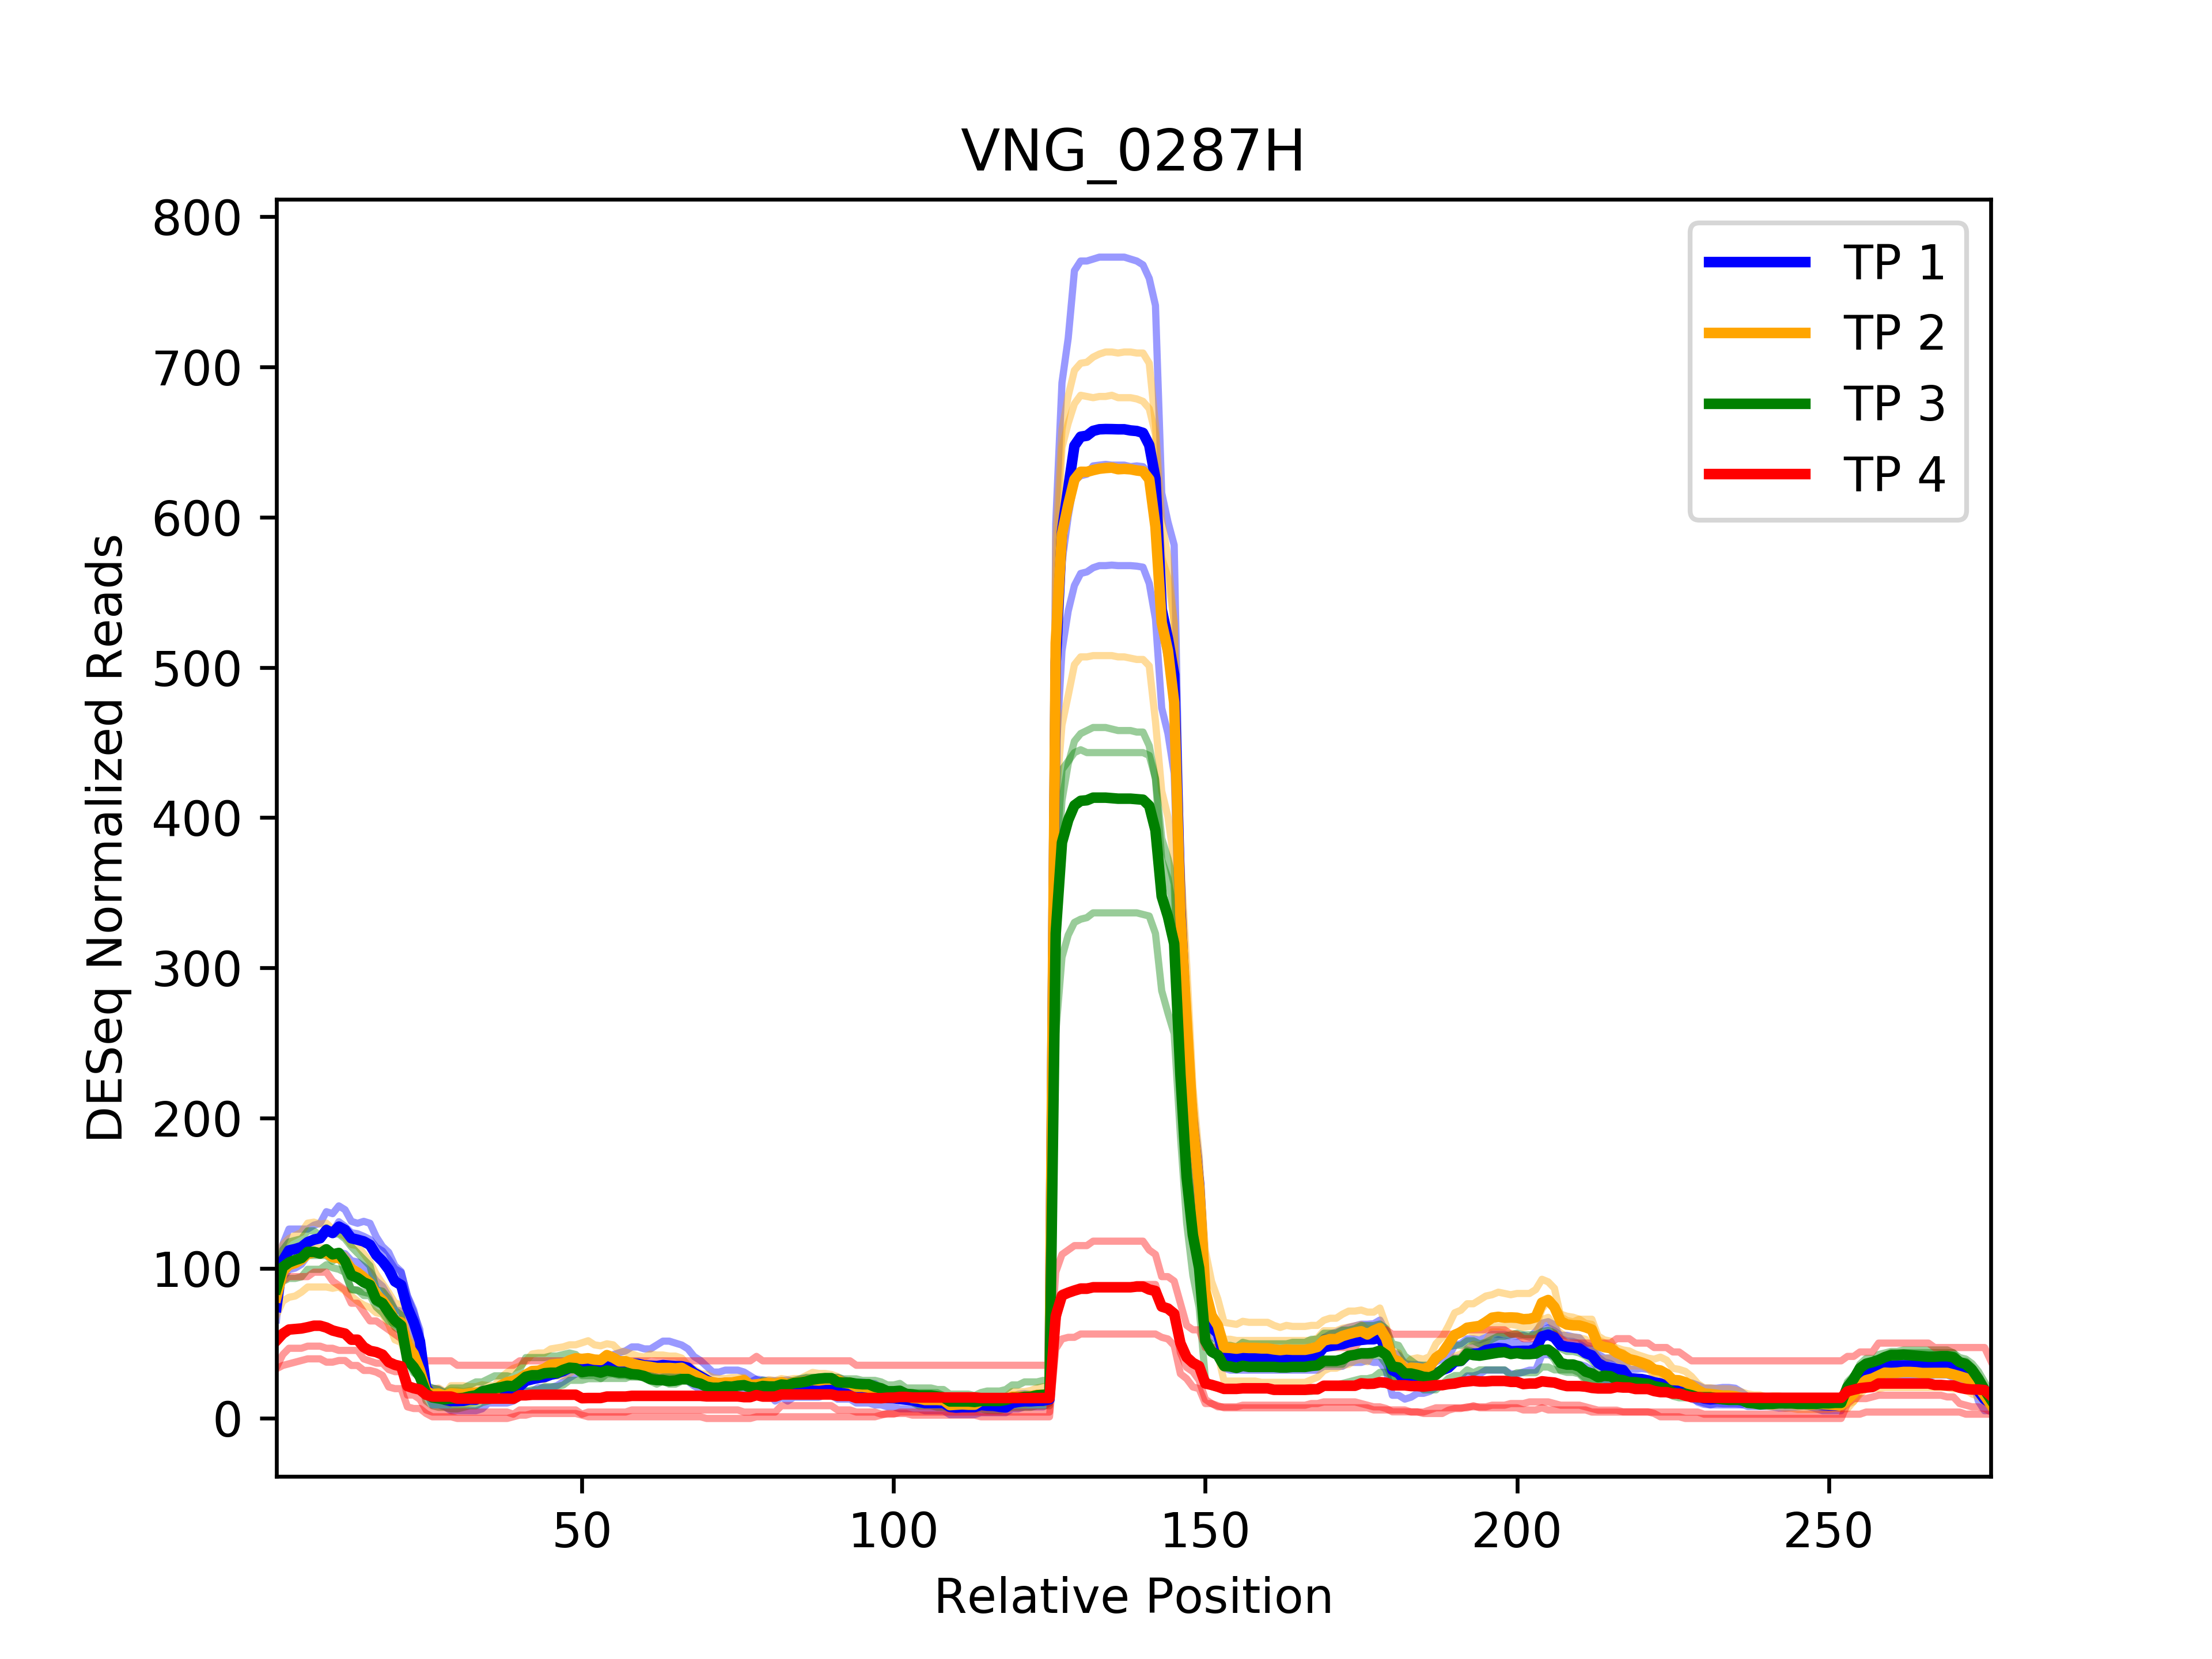 VNG_0287H
800
700
600
500
400
300
200
100
0
DESeq Normalized Reads
50 100 150 200 250
Relative Position
TP 1
TP 2
TP 3
TP 4